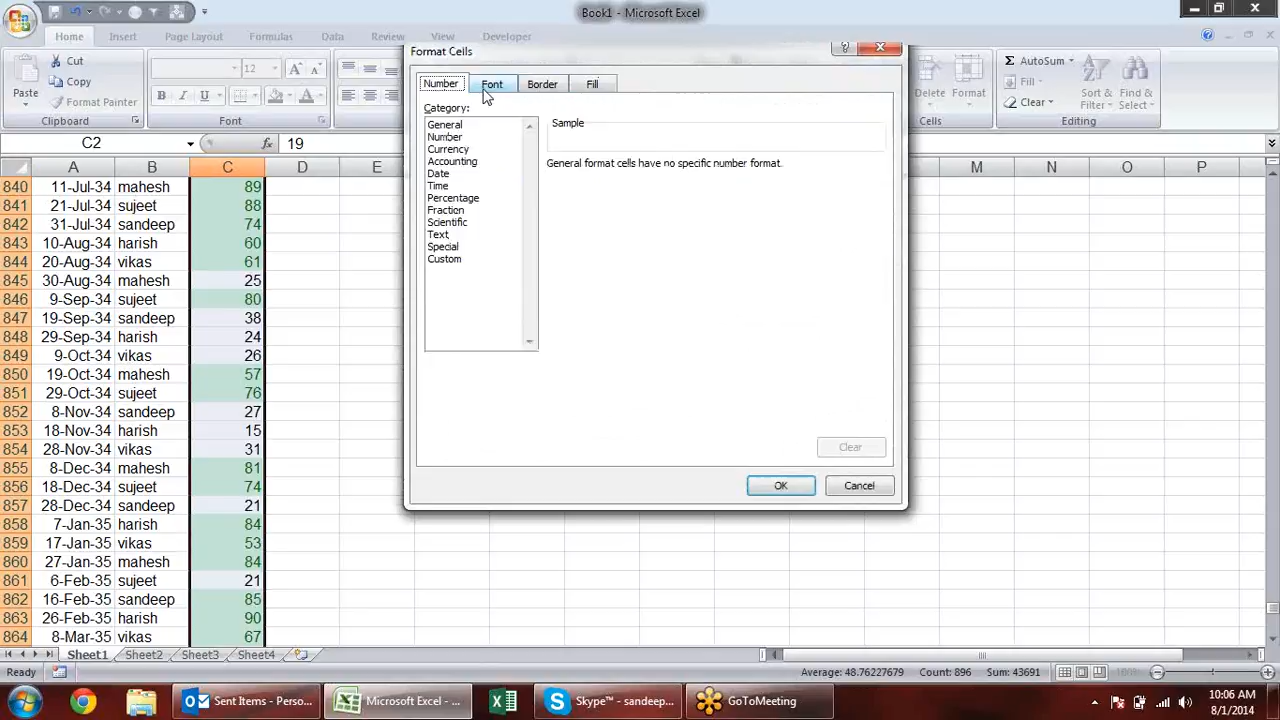 Book1 - Microsoft Excel
Home Insert Page Layout Formulas Data Review View Developer
Paste Cut Copy Format Painter
Clipboard
12 A A
B I U A
Font
Delete Format
Cells
Σ AutoSum Fill Clear Sort & Filter Find & Select
Editing
Format Cells
Number Font Border Fill
Category:
General
Number
Currency
Accounting
Date
Time
Percentage
Fraction
Scientific
Text
Special
Custom
Sample
General format cells have no specific number format.
Clear
OK Cancel
C2 fx 19
A B C D E M N O P
840 11-Jul-34 mahesh 89
841 21-Jul-34 sujeet 88
842 31-Jul-34 sandeep 74
843 10-Aug-34 harish 60
844 20-Aug-34 vikas 61
845 30-Aug-34 mahesh 25
846 9-Sep-34 sujeet 80
847 19-Sep-34 sandeep 38
848 29-Sep-34 harish 24
849 9-Oct-34 vikas 26
850 19-Oct-34 mahesh 57
851 29-Oct-34 sujeet 76
852 8-Nov-34 sandeep 27
853 18-Nov-34 harish 15
854 28-Nov-34 vikas 31
855 8-Dec-34 mahesh 81
856 18-Dec-34 sujeet 74
857 28-Dec-34 sandeep 21
858 7-Jan-35 harish 84
859 17-Jan-35 vikas 53
860 27-Jan-35 mahesh 84
861 6-Feb-35 sujeet 21
862 16-Feb-35 sandeep 85
863 26-Feb-35 harish 90
864 8-Mar-35 vikas 67
Sheet1 Sheet2 Sheet3 Sheet4
Ready Average: 48.76227679 Count: 896 Sum: 43691 100%
Sent Items - Perso... Microsoft Excel - ... Skype™ - sandeep... GoToMeeting
10:06 AM
8/1/2014